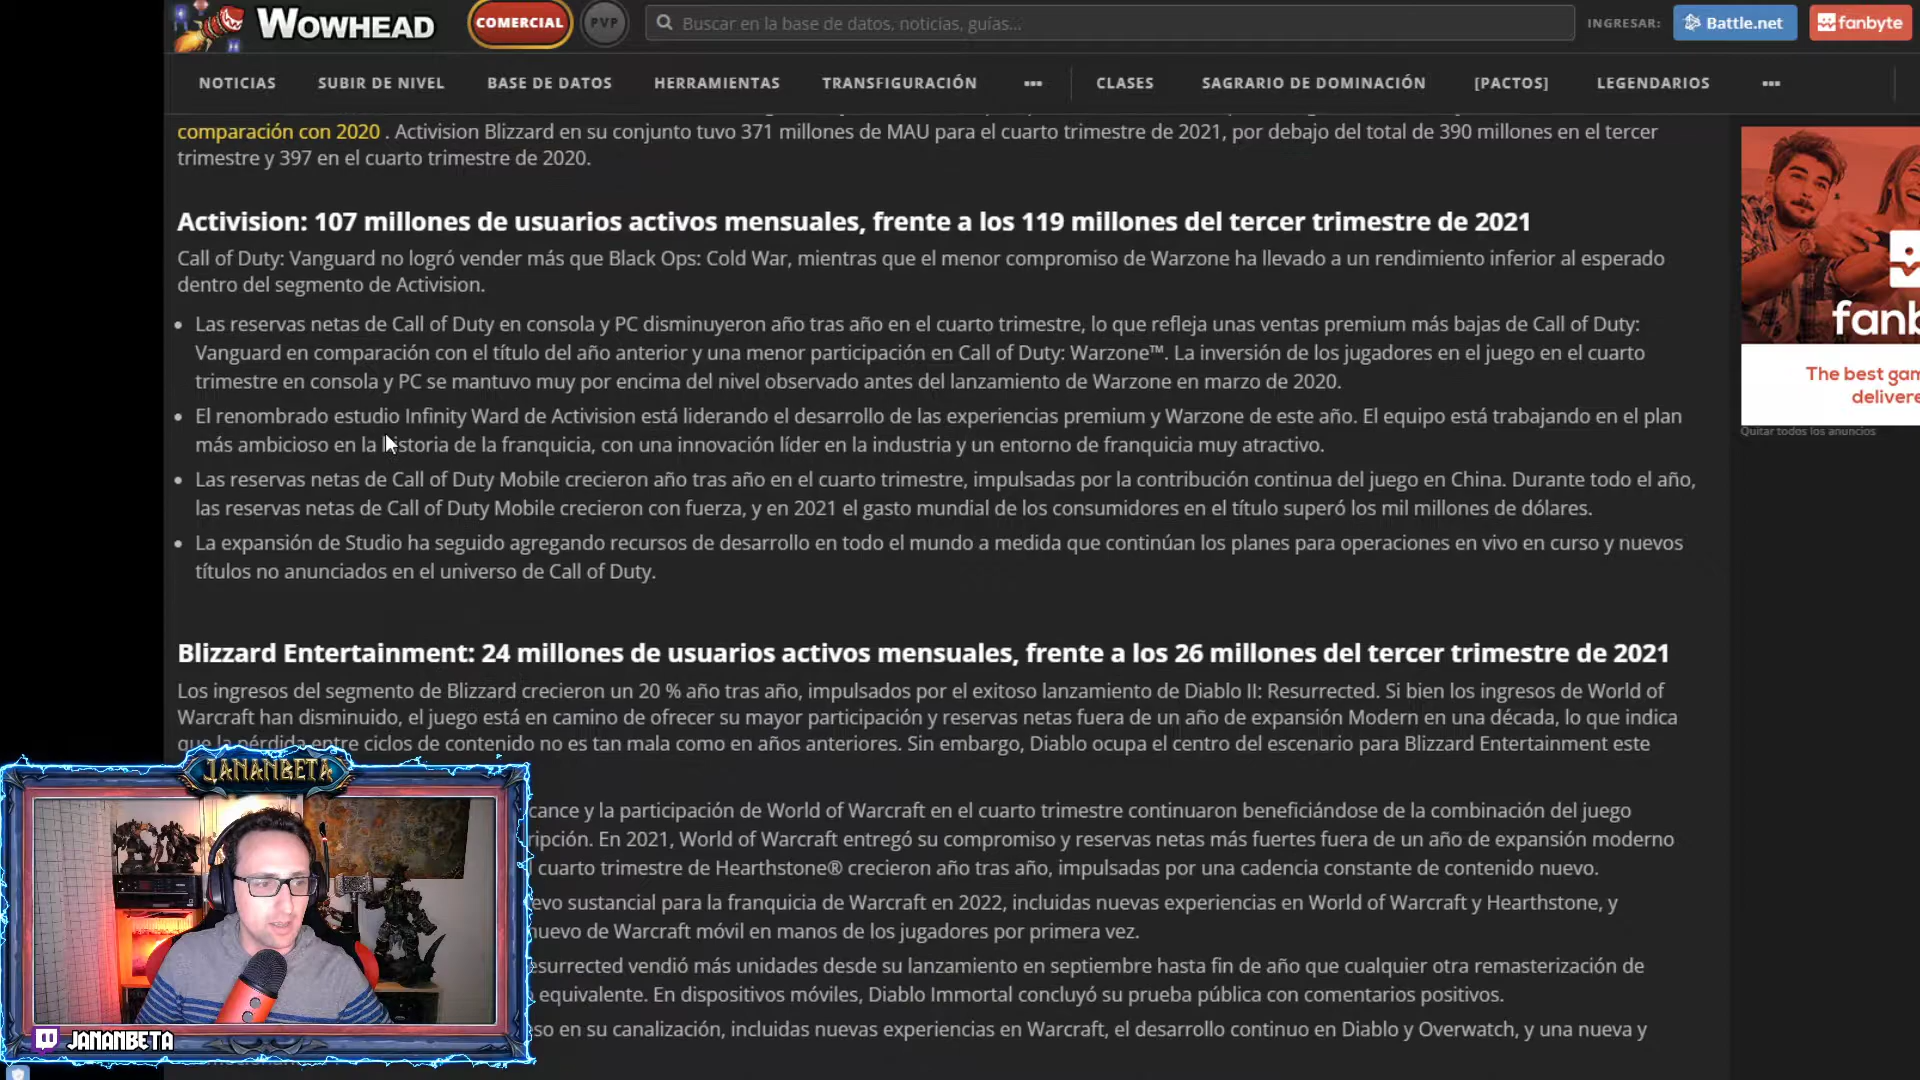 WOWHEAD
COMERCIAL
PVP
Buscar en la base de datos, noticias, guías...
INGRESAR:
Battle.net
fanbyte
NOTICIAS
SUBIR DE NIVEL
BASE DE DATOS
HERRAMIENTAS
TRANSFIGURACIÓN
CLASES
SAGRARIO DE DOMINACIÓN
[PACTOS]
LEGENDARIOS
comparación con 2020 . Activision Blizzard en su conjunto tuvo 371 millones de MAU para el cuarto trimestre de 2021, por debajo del total de 390 millones en el tercer
trimestre y 397 en el cuarto trimestre de 2020.
Activision: 107 millones de usuarios activos mensuales, frente a los 119 millones del tercer trimestre de 2021
Call of Duty: Vanguard no logró vender más que Black Ops: Cold War, mientras que el menor compromiso de Warzone ha llevado a un rendimiento inferior al esperado
dentro del segmento de Activision.
Las reservas netas de Call of Duty en consola y PC disminuyeron año tras año en el cuarto trimestre, lo que refleja unas ventas premium más bajas de Call of Duty:
Vanguard en comparación con el título del año anterior y una menor participación en Call of Duty: Warzone™. La inversión de los jugadores en el juego en el cuarto
trimestre en consola y PC se mantuvo muy por encima del nivel observado antes del lanzamiento de Warzone en marzo de 2020.
El renombrado estudio Infinity Ward de Activision está liderando el desarrollo de las experiencias premium y Warzone de este año. El equipo está trabajando en el plan
más ambicioso en la historia de la franquicia, con una innovación líder en la industria y un entorno de franquicia muy atractivo.
Las reservas netas de Call of Duty Mobile crecieron año tras año en el cuarto trimestre, impulsadas por la contribución continua del juego en China. Durante todo el año,
las reservas netas de Call of Duty Mobile crecieron con fuerza, y en 2021 el gasto mundial de los consumidores en el título superó los mil millones de dólares.
La expansión de Studio ha seguido agregando recursos de desarrollo en todo el mundo a medida que continúan los planes para operaciones en vivo en curso y nuevos
títulos no anunciados en el universo de Call of Duty.
fanb
The best gam
delivere
Quitar todos los anuncios
Blizzard Entertainment: 24 millones de usuarios activos mensuales, frente a los 26 millones del tercer trimestre de 2021
Los ingresos del segmento de Blizzard crecieron un 20 % año tras año, impulsados por el exitoso lanzamiento de Diablo II: Resurrected. Si bien los ingresos de World of
Warcraft han disminuido, el juego está en camino de ofrecer su mayor participación y reservas netas fuera de un año de expansión Modern en una década, lo que indica
que la pérdida entre ciclos de contenido no es tan mala como en años anteriores. Sin embargo, Diablo ocupa el centro del escenario para Blizzard Entertainment este
cance y la participación de World of Warcraft en el cuarto trimestre continuaron beneficiándose de la combinación del juego
ripción. En 2021, World of Warcraft entregó su compromiso y reservas netas más fuertes fuera de un año de expansión moderno
cuarto trimestre de Hearthstone® crecieron año tras año, impulsadas por una cadencia constante de contenido nuevo.
evo sustancial para la franquicia de Warcraft en 2022, incluidas nuevas experiencias en World of Warcraft y Hearthstone, y
nuevo de Warcraft móvil en manos de los jugadores por primera vez.
esurrected vendió más unidades desde su lanzamiento en septiembre hasta fin de año que cualquier otra remasterización de
equivalente. En dispositivos móviles, Diablo Immortal concluyó su prueba pública con comentarios positivos.
eso en su canalización, incluidas nuevas experiencias en Warcraft, el desarrollo continuo en Diablo y Overwatch, y una nueva y
JANANBETA
JANANBETA